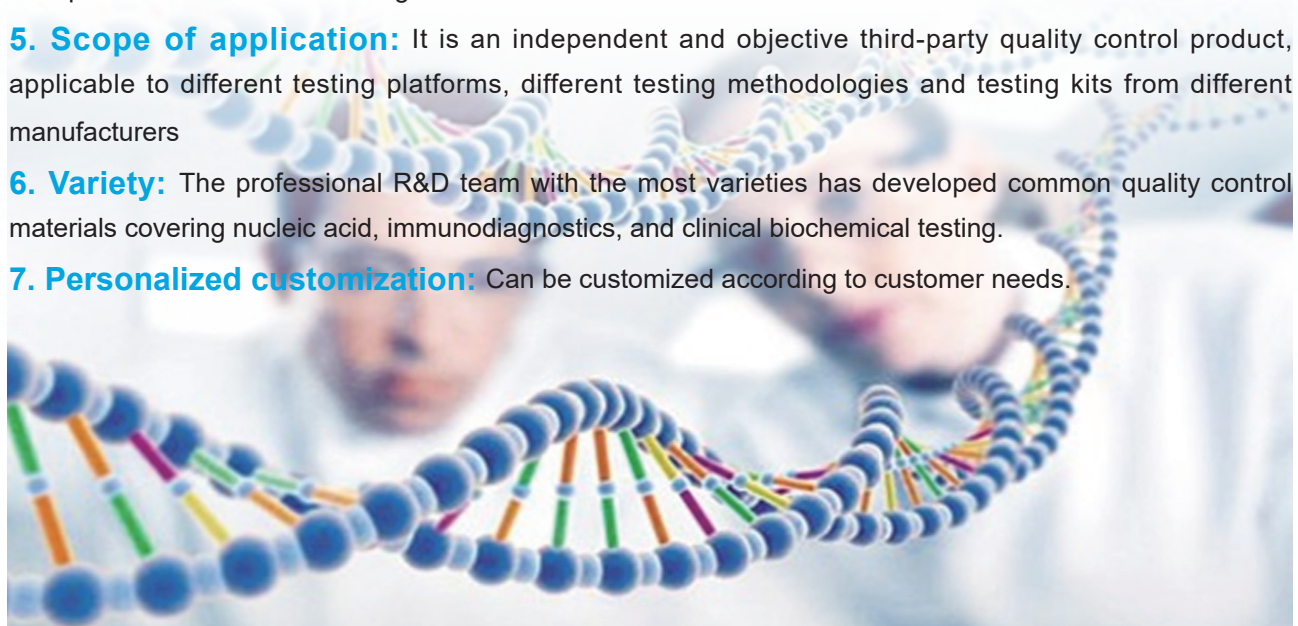 5. Scope of application: It is an independent and objective third-party quality control product,
applicable to different testing platforms, different testing methodologies and testing kits from different
manufacturers
6. Variety: The professional R&D team with the most varieties has developed common quality control
materials covering nucleic acid, immunodiagnostics, and clinical biochemical testing.
7. Personalized customization: Can be customized according to customer needs.